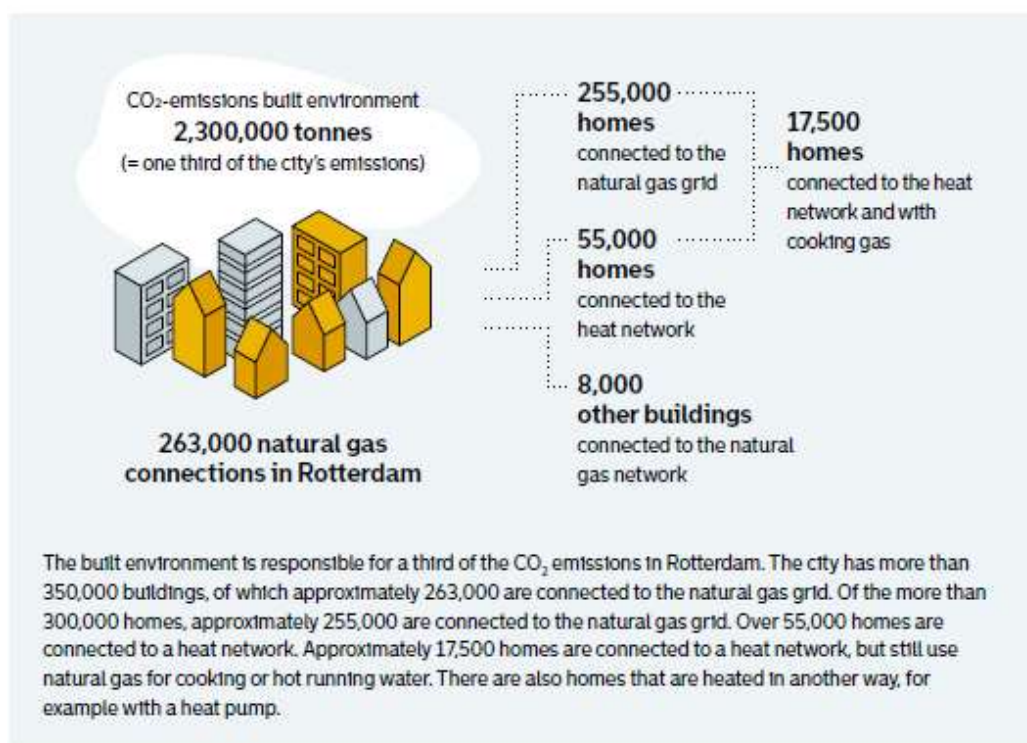 CO₂-emissions built environment
2,300,000 tonnes
(= one third of the city's emissions)
263,000 natural gas
connections in Rotterdam
255,000
homes
connected to the
natural gas grid
55,000
homes
connected to the
heat network
8,000
other buildings
connected to the natural
gas network
17,500
homes
connected to the heat
network and with
cooking gas
The built environment is responsible for a third of the CO₂ emissions in Rotterdam. The city has more than
350,000 buildings, of which approximately 263,000 are connected to the natural gas grid. Of the more than
300,000 homes, approximately 255,000 are connected to the natural gas grid. Over 55,000 homes are
connected to a heat network. Approximately 17,500 homes are connected to a heat network, but still use
natural gas for cooking or hot running water. There are also homes that are heated in another way, for
example with a heat pump.